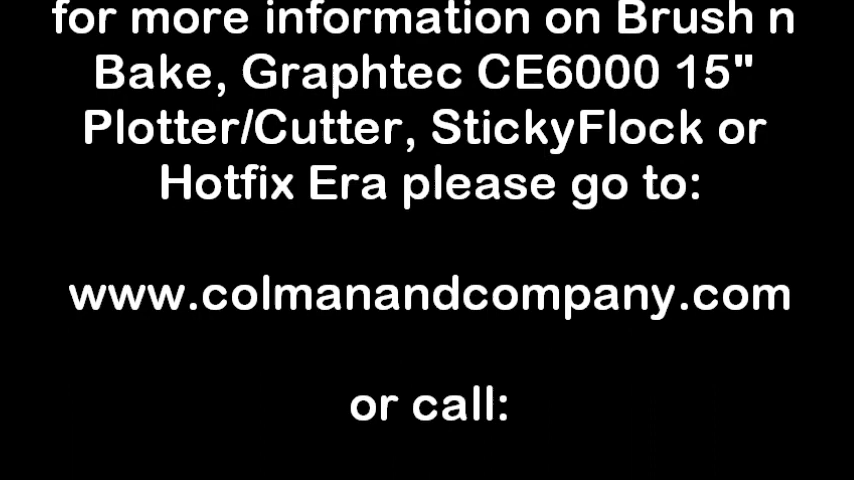 for more information on Brush n
Bake, Graphtec CE6000 15"
Plotter/Cutter, StickyFlock or
Hotfix Era please go to:
www.colmanandcompany.com
or call: